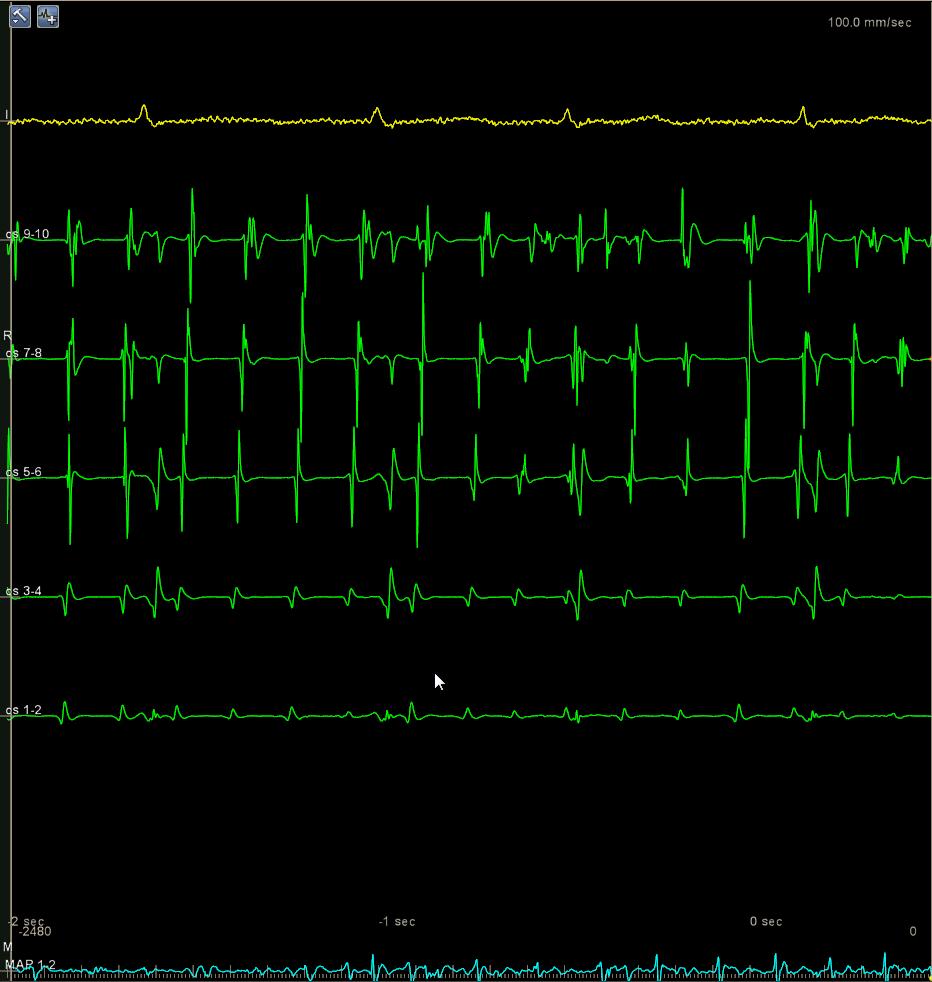 100.0 mm/sec
I
cs 9-10
R
cs 7-8
cs 5-6
cs 3-4
cs 1-2
-2 sec
-1 sec
0 sec
-2480
0
M
MAP 1-2